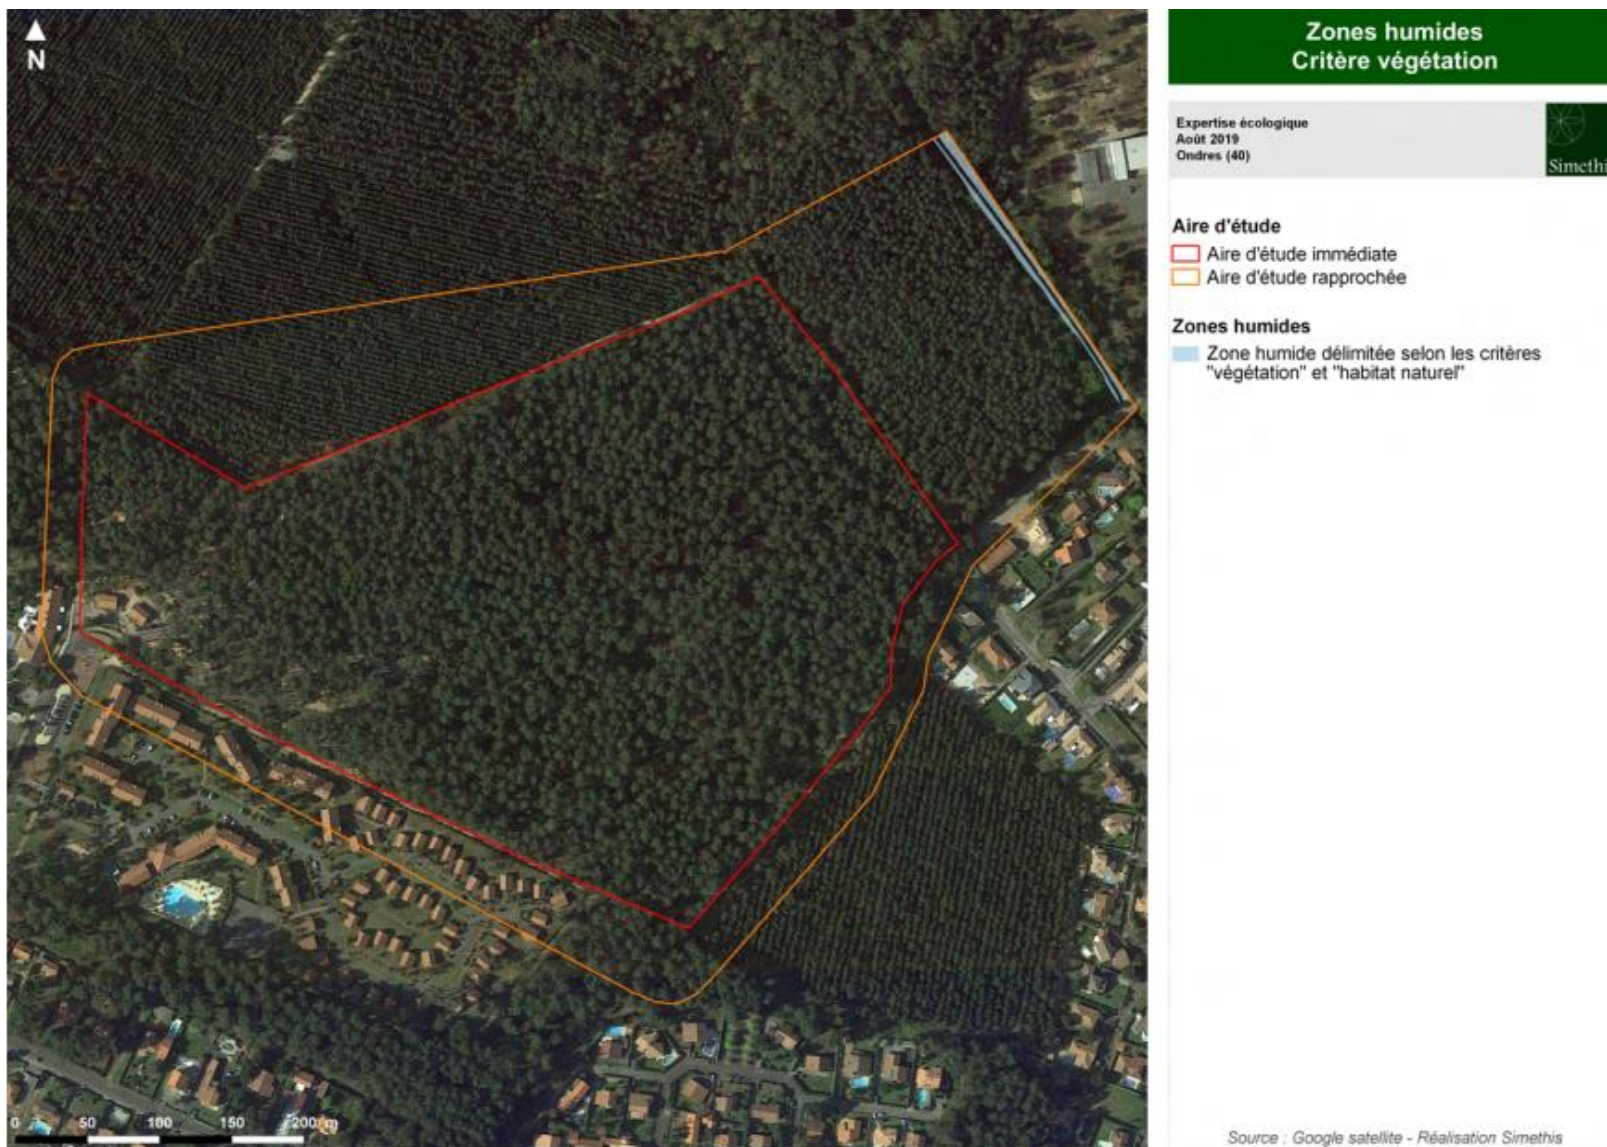 N
Zones humides
Critère végétation
Expertise écologique
Août 2019
Ondres (40)
Simethi
Aire d'étude
Aire d'étude immédiate
Aire d'étude rapprochée
Zones humides
Zone humide délimitée selon les critères
"végétation" et "habitat naturel"
0 50 100 150 200 m
Source : Google satellite - Réalisation Simethis